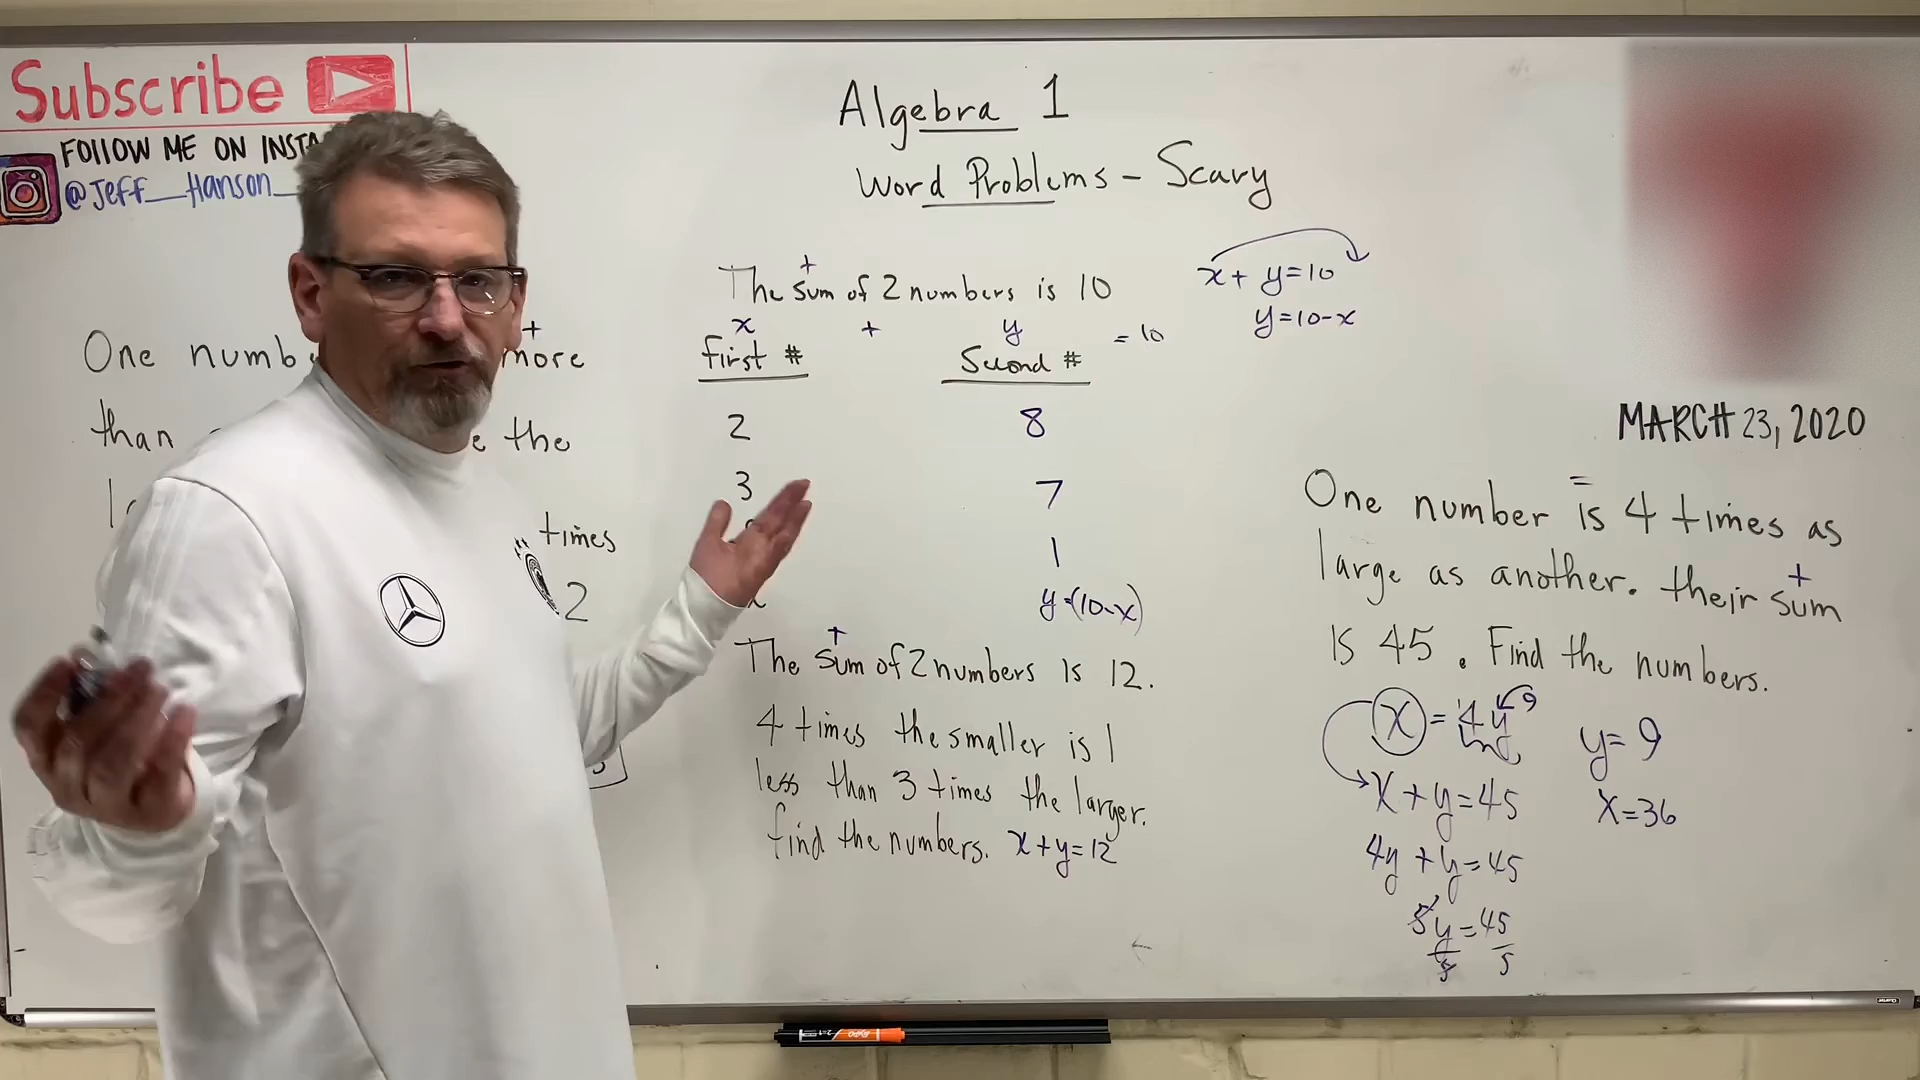 Subscribe
FOllOW ME ON INSTA
@Jeff_Hanson_
Algebra 1
Word Problems - Scary
+
One numb more
than the
times
2
+
The sum of 2 numbers is 10
x + y = 10
first # Second #
2 8
3 7
1
y=(10-x)
x + y = 10
y = 10-x
+
The sum of 2 numbers is 12.
4 times the smaller is 1
less than 3 times the larger.
find the numbers. x+y=12
MARCH 23, 2020
=
One number is 4 times as
large as another. their sum
+
is 45. Find the numbers.
x = 4y 9
x+y=45
4y+y=45
5y=45
5 5
y=9
x=36